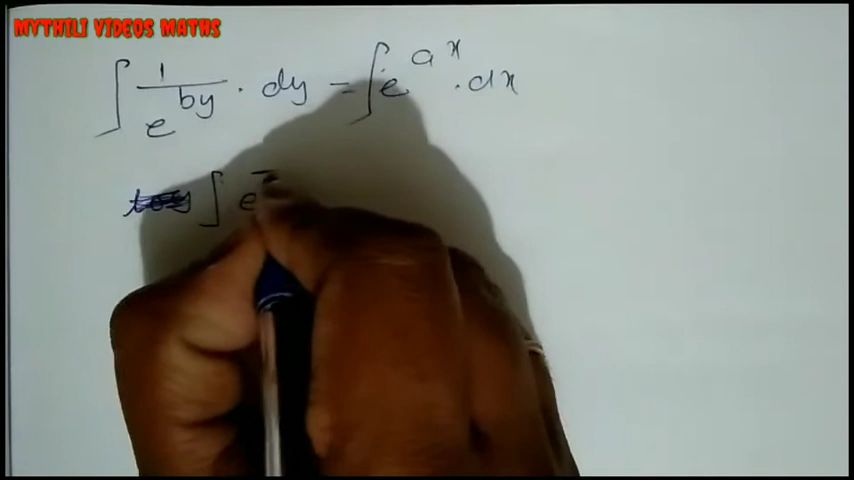 MYTHILI VIDEOS MATHS
∫ 1/e^{by} · dy = ∫ e^{ax} · dx
∫ e^{-